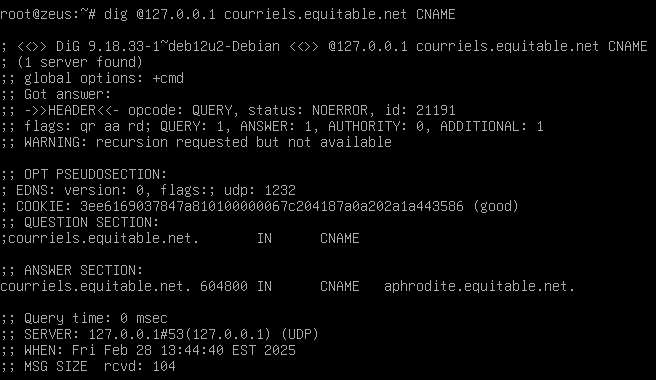 root@zeus:~# dig @127.0.0.1 courriels.equitable.net CNAME

; <<>> DiG 9.18.33-1~deb12u2-Debian <<>> @127.0.0.1 courriels.equitable.net CNAME
; (1 server found)
;; global options: +cmd
;; Got answer:
;; ->>HEADER<<- opcode: QUERY, status: NOERROR, id: 21191
;; flags: qr aa rd; QUERY: 1, ANSWER: 1, AUTHORITY: 0, ADDITIONAL: 1
;; WARNING: recursion requested but not available

;; OPT PSEUDOSECTION:
; EDNS: version: 0, flags:; udp: 1232
; COOKIE: 3ee6169037847a810100000067c204187a0a202a1a443586 (good)
;; QUESTION SECTION:
;courriels.equitable.net.       IN      CNAME

;; ANSWER SECTION:
courriels.equitable.net. 604800 IN      CNAME   aphrodite.equitable.net.

;; Query time: 0 msec
;; SERVER: 127.0.0.1#53(127.0.0.1) (UDP)
;; WHEN: Fri Feb 28 13:44:40 EST 2025
;; MSG SIZE  rcvd: 104